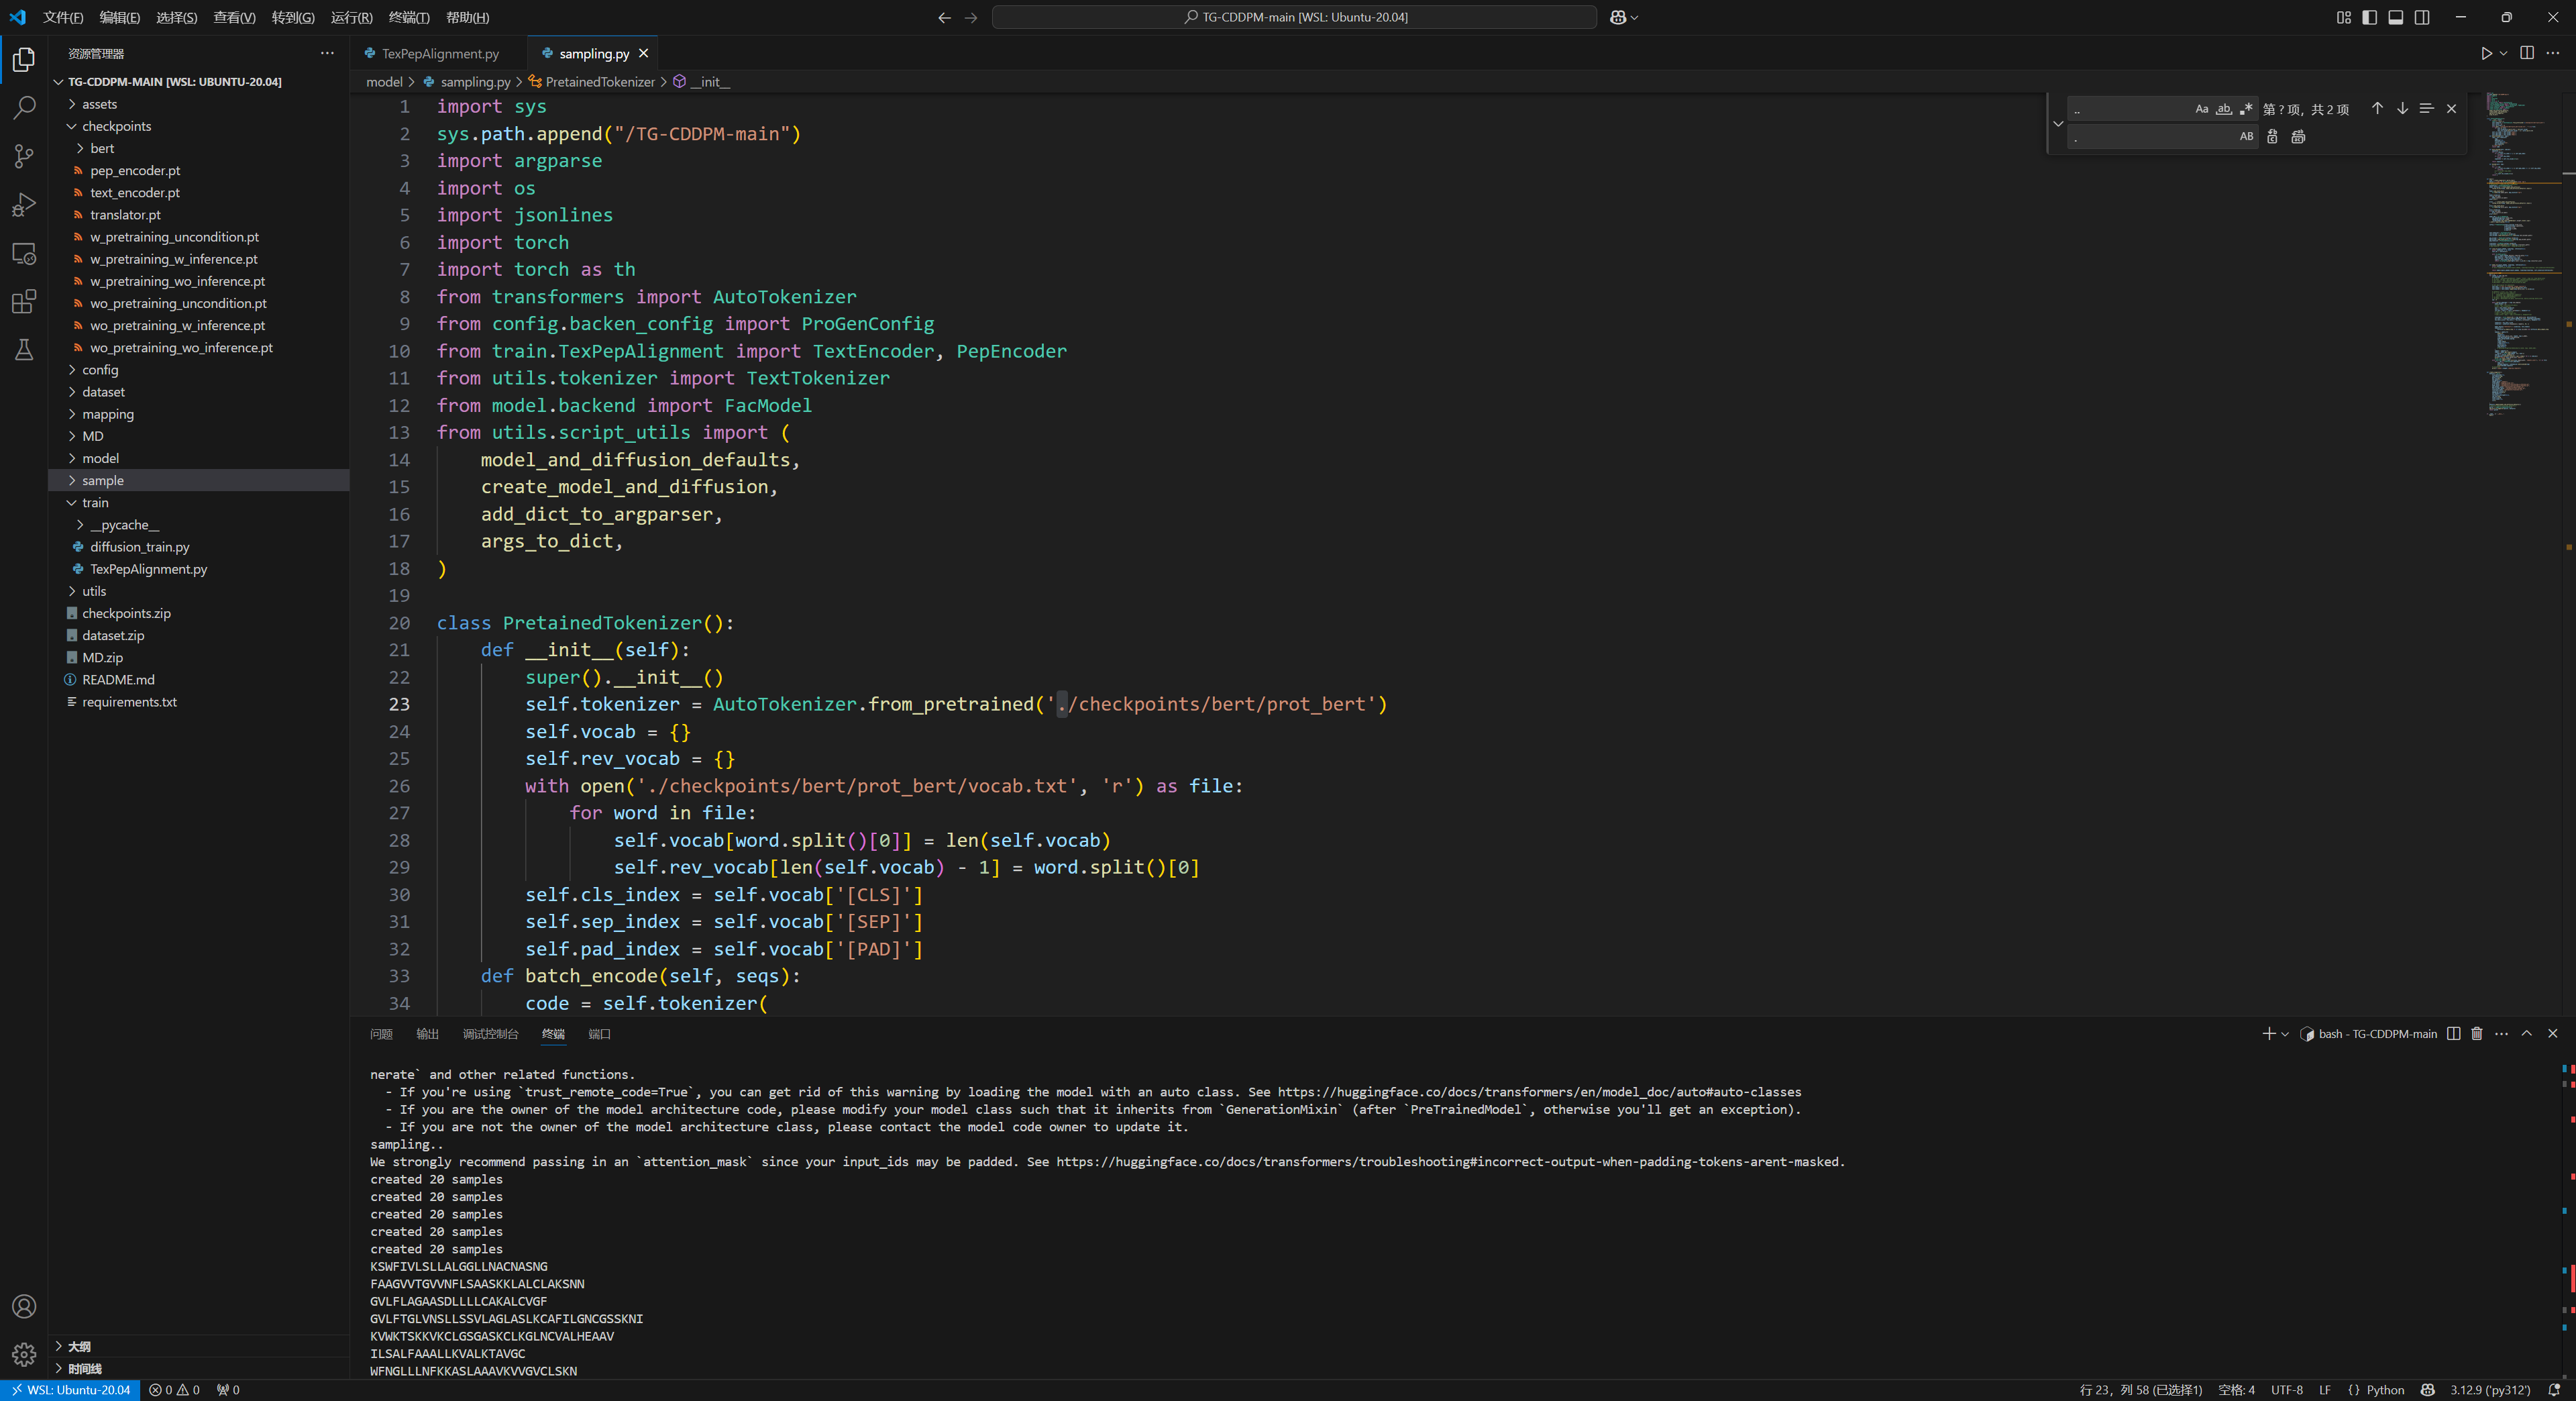 文件(F) 编辑(E) 选择(S) 查看(V) 转到(G) 运行(R) 终端(T) 帮助(H)
TG-CDDPM-main [WSL: Ubuntu-20.04]
资源管理器
TG-CDDPM-MAIN [WSL: UBUNTU-20.04]
assets
checkpoints
bert
pep_encoder.pt
text_encoder.pt
translator.pt
w_pretraining_uncondition.pt
w_pretraining_w_inference.pt
w_pretraining_wo_inference.pt
wo_pretraining_uncondition.pt
wo_pretraining_w_inference.pt
wo_pretraining_wo_inference.pt
config
dataset
mapping
MD
model
sample
train
__pycache__
diffusion_train.py
TexPepAlignment.py
utils
checkpoints.zip
dataset.zip
MD.zip
README.md
requirements.txt
大纲
时间线
TexPepAlignment.py
sampling.py
model > sampling.py > PretainedTokenizer > __init__
.. Aa ab .* 第 ? 项，共 2 项
. AB
1 import sys
2 sys.path.append("/TG-CDDPM-main")
3 import argparse
4 import os
5 import jsonlines
6 import torch
7 import torch as th
8 from transformers import AutoTokenizer
9 from config.backen_config import ProGenConfig
10 from train.TexPepAlignment import TextEncoder, PepEncoder
11 from utils.tokenizer import TextTokenizer
12 from model.backend import FacModel
13 from utils.script_utils import (
14     model_and_diffusion_defaults,
15     create_model_and_diffusion,
16     add_dict_to_argparser,
17     args_to_dict,
18 )
19
20 class PretainedTokenizer():
21     def __init__(self):
22         super().__init__()
23         self.tokenizer = AutoTokenizer.from_pretrained('./checkpoints/bert/prot_bert')
24         self.vocab = {}
25         self.rev_vocab = {}
26         with open('./checkpoints/bert/prot_bert/vocab.txt', 'r') as file:
27             for word in file:
28                 self.vocab[word.split()[0]] = len(self.vocab)
29                 self.rev_vocab[len(self.vocab) - 1] = word.split()[0]
30         self.cls_index = self.vocab['[CLS]']
31         self.sep_index = self.vocab['[SEP]']
32         self.pad_index = self.vocab['[PAD]']
33     def batch_encode(self, seqs):
34         code = self.tokenizer(
问题 输出 调试控制台 终端 端口
bash - TG-CDDPM-main
nerate` and other related functions.
  - If you're using `trust_remote_code=True`, you can get rid of this warning by loading the model with an auto class. See https://huggingface.co/docs/transformers/en/model_doc/auto#auto-classes
  - If you are the owner of the model architecture code, please modify your model class such that it inherits from `GenerationMixin` (after `PreTrainedModel`, otherwise you'll get an exception).
  - If you are not the owner of the model architecture class, please contact the model code owner to update it.
sampling..
We strongly recommend passing in an `attention_mask` since your input_ids may be padded. See https://huggingface.co/docs/transformers/troubleshooting#incorrect-output-when-padding-tokens-arent-masked.
created 20 samples
created 20 samples
created 20 samples
created 20 samples
created 20 samples
KSWFIVLSLLALGGLLNACNASNG
FAAGVVTGVVNFLSAASKKLALCLAKSNN
GVLFLAGAASDLLLLCAKALCVGF
GVLFTGLVNSLLSSVLAGLASLKCAFILGNCGSSKNI
KVWKTSKKVKCLGSGASKCLKGLNCVALHEAAV
ILSALFAAALLKVALKTAVGC
WFNGLLLNFKKASLAAAVKVVGVCLSKN
WSL: Ubuntu-20.04 0 0 0
行 23，列 58 (已选择1) 空格: 4 UTF-8 LF {} Python 3.12.9 ('py312')